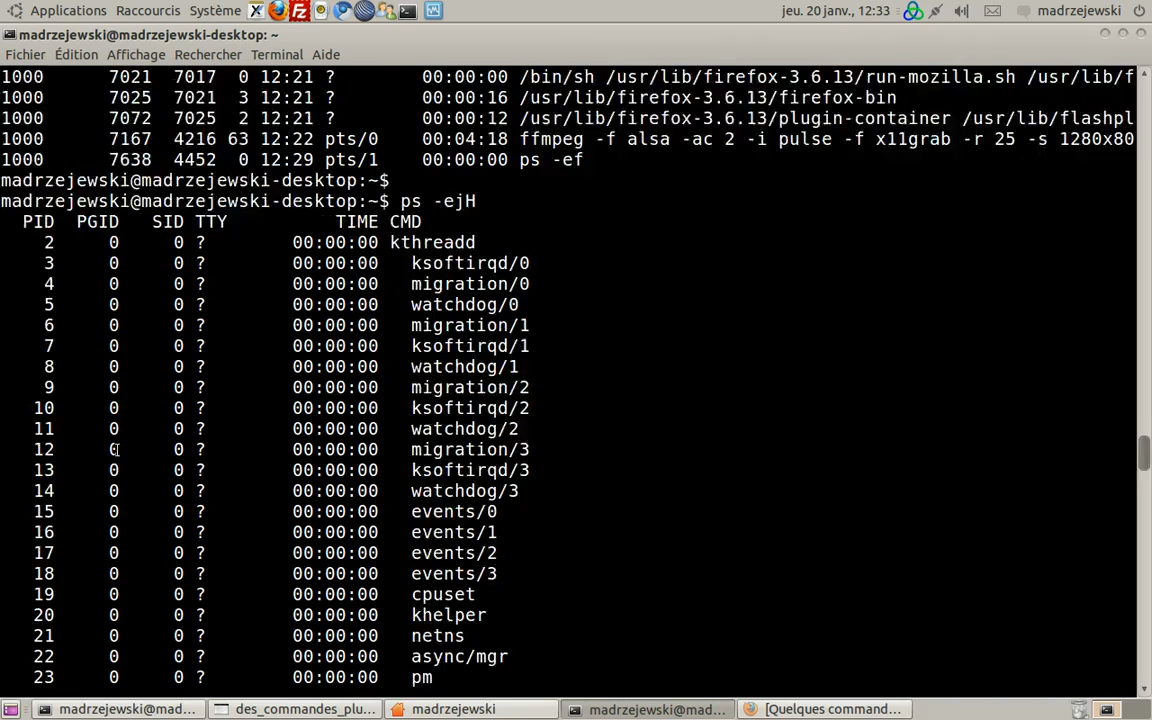 Applications Raccourcis Système jeu. 20 janv., 12:33 madrzejewski
madrzejewski@madrzejewski-desktop: ~
Fichier Édition Affichage Rechercher Terminal Aide
1000 7021 7017 0 12:21 ? 00:00:00 /bin/sh /usr/lib/firefox-3.6.13/run-mozilla.sh /usr/lib/f
1000 7025 7021 3 12:21 ? 00:00:16 /usr/lib/firefox-3.6.13/firefox-bin
1000 7072 7025 2 12:21 ? 00:00:12 /usr/lib/firefox-3.6.13/plugin-container /usr/lib/flashpl
1000 7167 4216 63 12:22 pts/0 00:04:18 ffmpeg -f alsa -ac 2 -i pulse -f x11grab -r 25 -s 1280x80
1000 7638 4452 0 12:29 pts/1 00:00:00 ps -ef
madrzejewski@madrzejewski-desktop:~$
madrzejewski@madrzejewski-desktop:~$ ps -ejH
PID PGID SID TTY TIME CMD
2 0 0 ? 00:00:00 kthreadd
3 0 0 ? 00:00:00 ksoftirqd/0
4 0 0 ? 00:00:00 migration/0
5 0 0 ? 00:00:00 watchdog/0
6 0 0 ? 00:00:00 migration/1
7 0 0 ? 00:00:00 ksoftirqd/1
8 0 0 ? 00:00:00 watchdog/1
9 0 0 ? 00:00:00 migration/2
10 0 0 ? 00:00:00 ksoftirqd/2
11 0 0 ? 00:00:00 watchdog/2
12 0 0 ? 00:00:00 migration/3
13 0 0 ? 00:00:00 ksoftirqd/3
14 0 0 ? 00:00:00 watchdog/3
15 0 0 ? 00:00:00 events/0
16 0 0 ? 00:00:00 events/1
17 0 0 ? 00:00:00 events/2
18 0 0 ? 00:00:00 events/3
19 0 0 ? 00:00:00 cpuset
20 0 0 ? 00:00:00 khelper
21 0 0 ? 00:00:00 netns
22 0 0 ? 00:00:00 async/mgr
23 0 0 ? 00:00:00 pm
madrzejewski@mad... des_commandes_plu... madrzejewski madrzejewski@mad... [Quelques command...